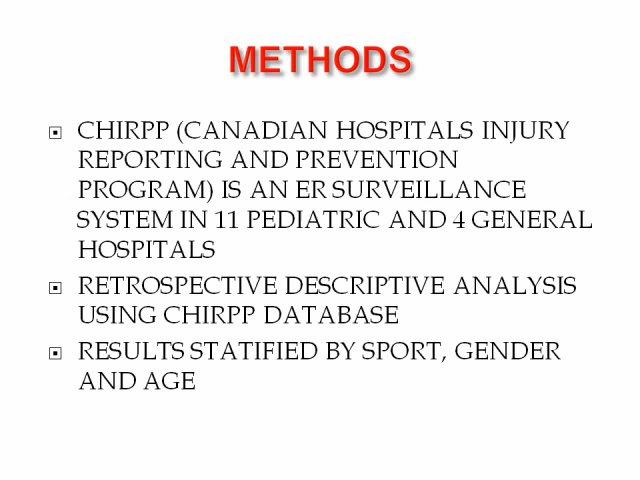 METHODS
CHIRPP (CANADIAN HOSPITALS INJURY
REPORTING AND PREVENTION
PROGRAM) IS AN ER SURVEILLANCE
SYSTEM IN 11 PEDIATRIC AND 4 GENERAL
HOSPITALS
RETROSPECTIVE DESCRIPTIVE ANALYSIS
USING CHIRPP DATABASE
RESULTS STATIFIED BY SPORT, GENDER
AND AGE